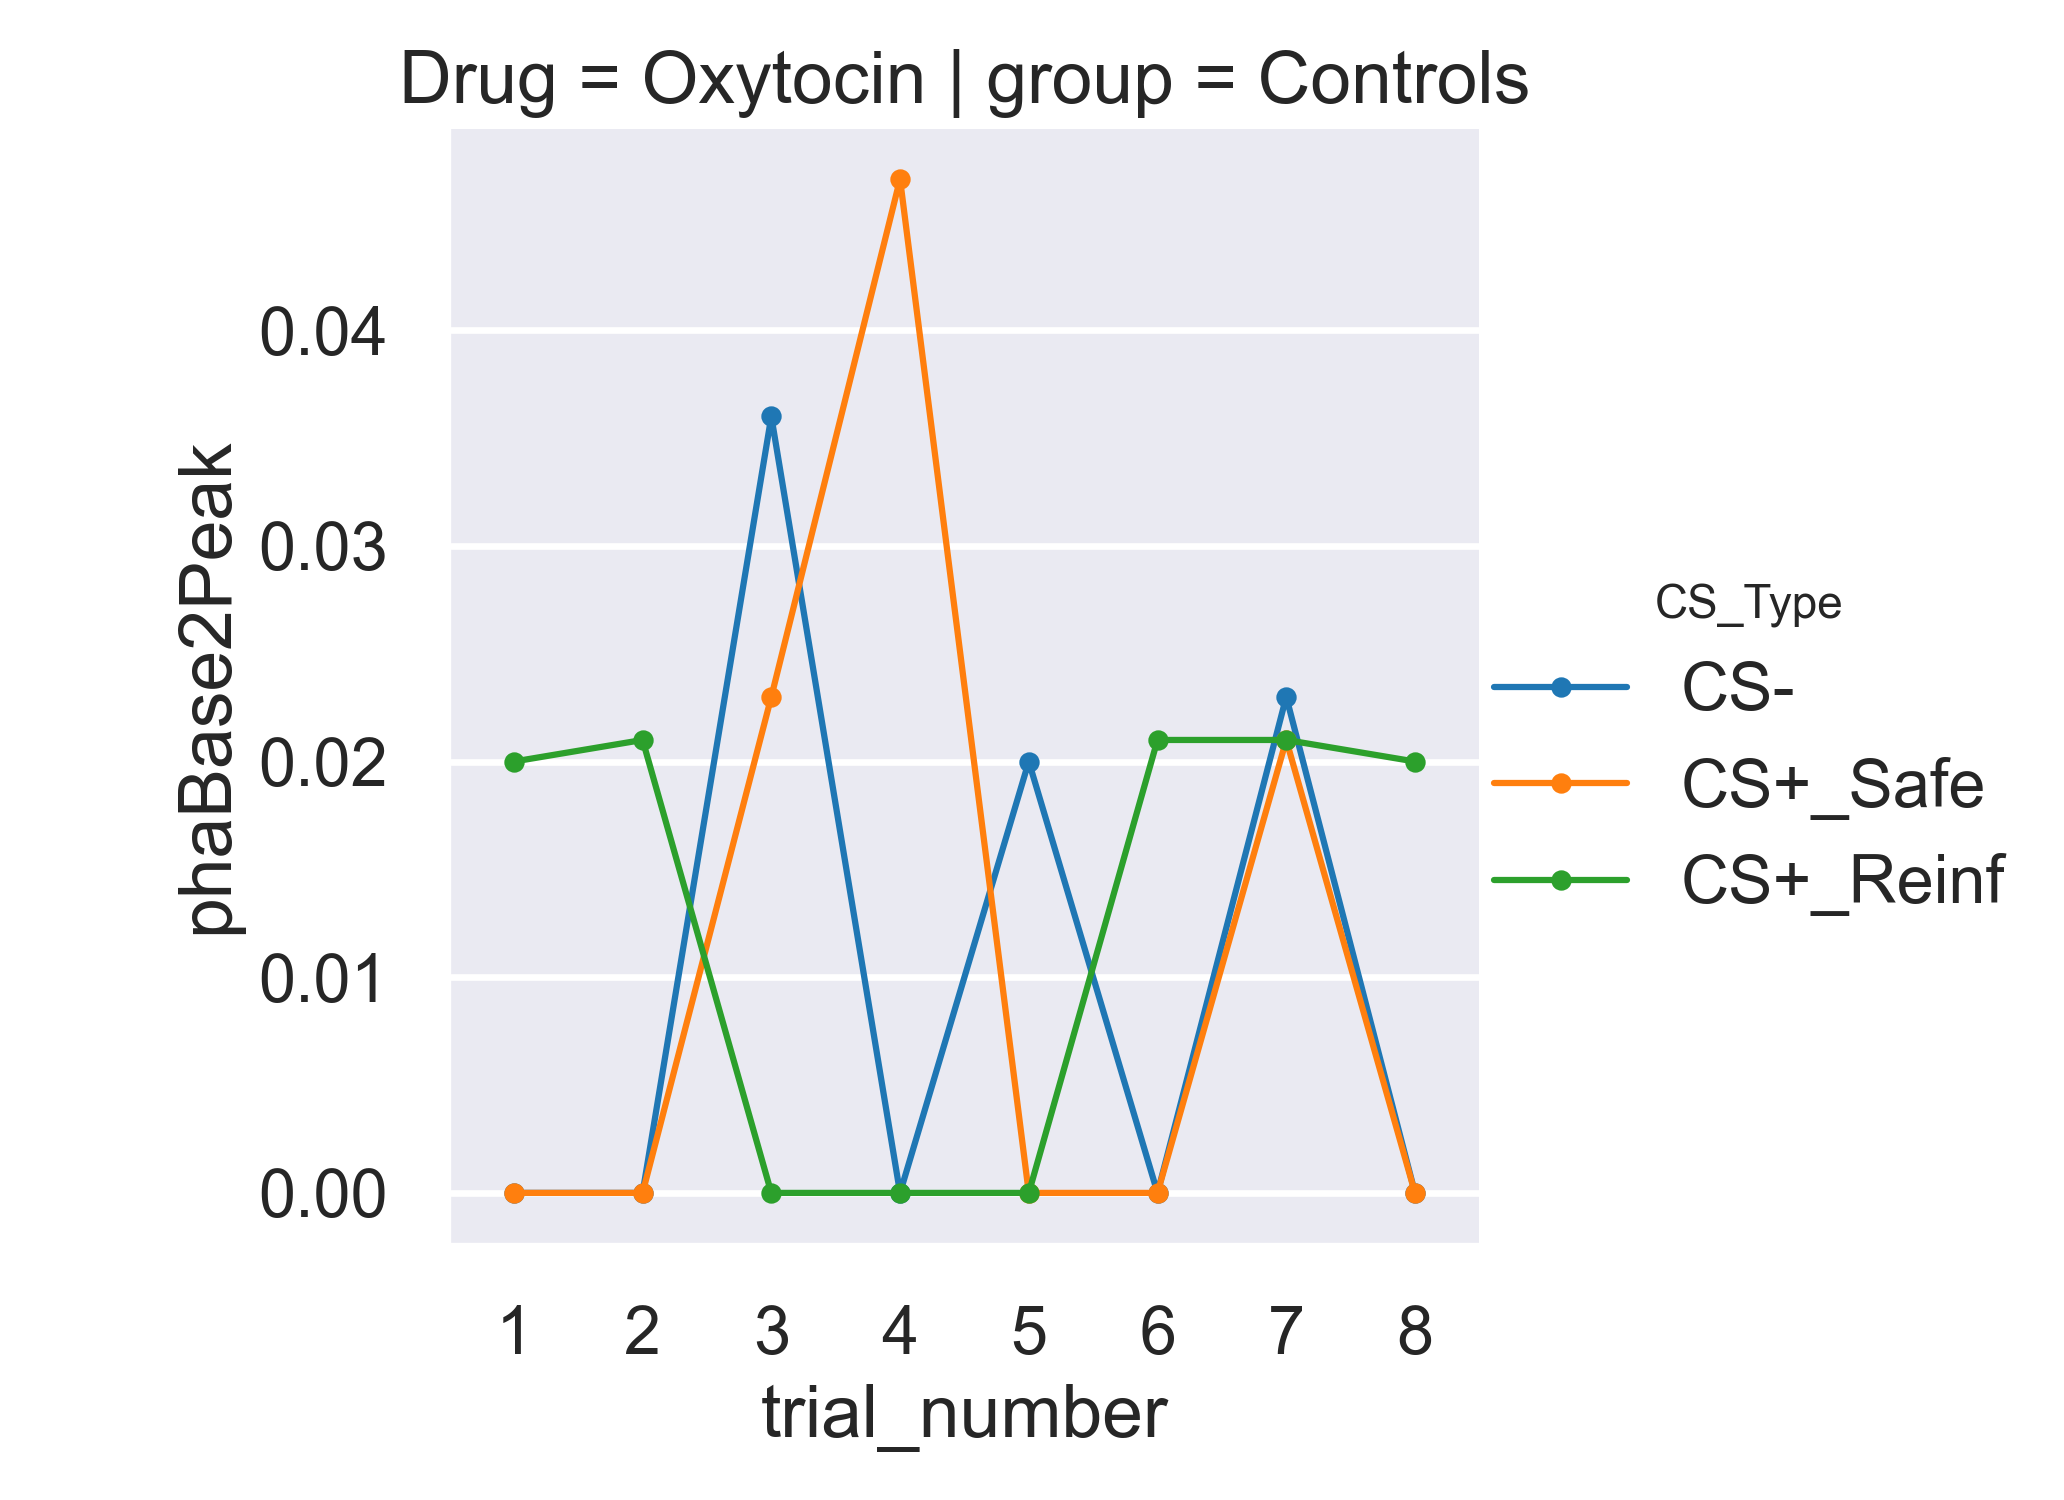 Drug = Oxytocin | group = Controls
phaBase2Peak
0.04
0.03
0.02
0.01
0.00
1 2 3 4 5 6 7 8
trial_number
CS_Type
CS-
CS+_Safe
CS+_Reinf